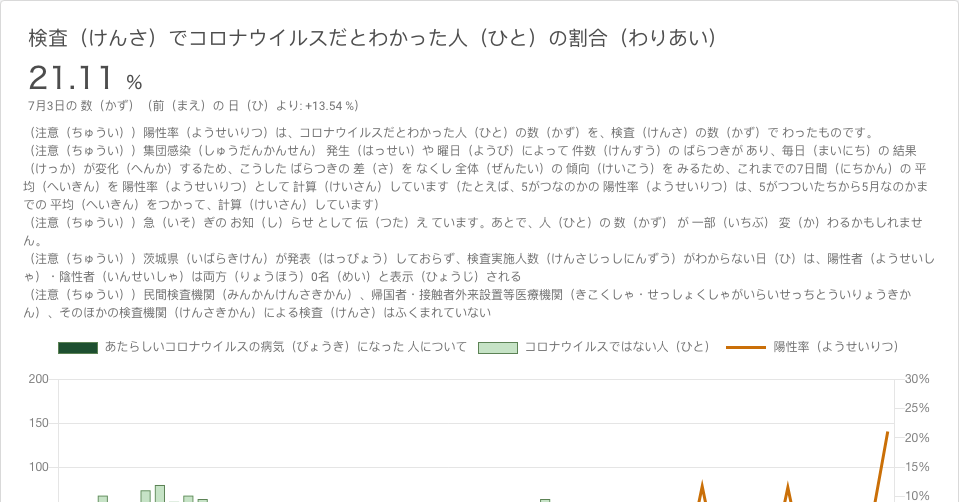 検査（けんさ）でコロナウイルスだとわかった人（ひと）の割合（わりあい）
21.11 %
7月3日の 数（かず）（前（まえ）の 日（ひ）より: +13.54 %）
（注意（ちゅうい））陽性率（ようせいりつ）は、コロナウイルスだとわかった人（ひと）の数（かず）を、検査（けんさ）の数（かず）で わったものです。
（注意（ちゅうい））集団感染（しゅうだんかんせん） 発生（はっせい）や 曜日（ようび）によって 件数（けんすう）の ばらつきが あり、毎日（まいにち）の 結果
（けっか）が変化（へんか）するため、こうした ばらつきの 差（さ）を なくし 全体（ぜんたい）の 傾向（けいこう）を みるため、これまでの7日間（にちかん）の 平
均（へいきん）を 陽性率（ようせいりつ）として 計算（けいさん）しています（たとえば、5がつなのかの 陽性率（ようせいりつ）は、5がつついたちから5月なのかま
での 平均（へいきん）をつかって、計算（けいさん）しています）
（注意（ちゅうい））急（いそ）ぎの お知（し）らせ として 伝（つた）え ています。あとで、人（ひと）の 数（かず） が 一部（いちぶ） 変（か）わるかもしれませ
ん。
（注意（ちゅうい））茨城県（いばらきけん）が発表（はっぴょう）しておらず、検査実施人数（けんさじっしにんずう）がわからない日（ひ）は、陽性者（ようせいし
ゃ）・陰性者（いんせいしゃ）は両方（りょうほう）0名（めい）と表示（ひょうじ）される
（注意（ちゅうい））民間検査機関（みんかんけんさきかん）、帰国者・接触者外来設置等医療機関（きこくしゃ・せっしょくしゃがいらいせっちとういりょうきか
ん）、そのほかの検査機関（けんさきかん）による検査（けんさ）はふくまれていない
あたらしいコロナウイルスの病気（びょうき）になった 人について コロナウイルスではない人（ひと） 陽性率（ようせいりつ）
200 30%
25%
150 20%
100 15%
10%